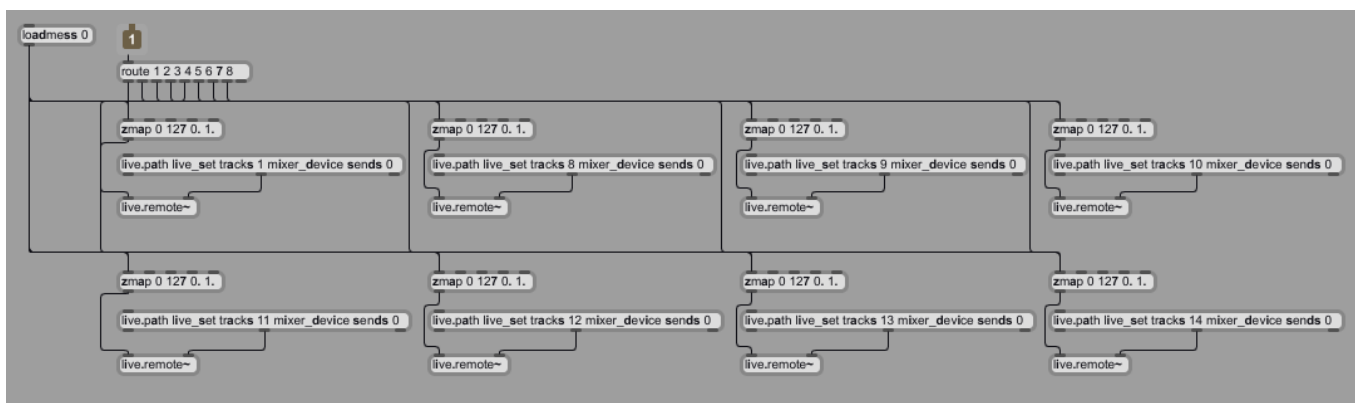 loadmess 0
1
route 1 2 3 4 5 6 7 8
zmap 0 127 0. 1.
zmap 0 127 0. 1.
zmap 0 127 0. 1.
zmap 0 127 0. 1.
live.path live_set tracks 1 mixer_device sends 0
live.path live_set tracks 8 mixer_device sends 0
live.path live_set tracks 9 mixer_device sends 0
live.path live_set tracks 10 mixer_device sends 0
live.remote~
live.remote~
live.remote~
live.remote~
zmap 0 127 0. 1.
zmap 0 127 0. 1.
zmap 0 127 0. 1.
zmap 0 127 0. 1.
live.path live_set tracks 11 mixer_device sends 0
live.path live_set tracks 12 mixer_device sends 0
live.path live_set tracks 13 mixer_device sends 0
live.path live_set tracks 14 mixer_device sends 0
live.remote~
live.remote~
live.remote~
live.remote~